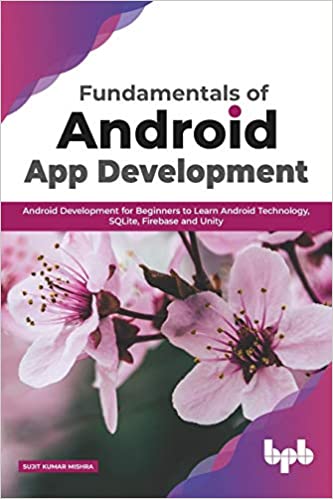 Fundamentals of
Android
App Development
Android Development for Beginners to Learn Android Technology,
SQLite, Firebase and Unity
SUJIT KUMAR MISHRA
bpb